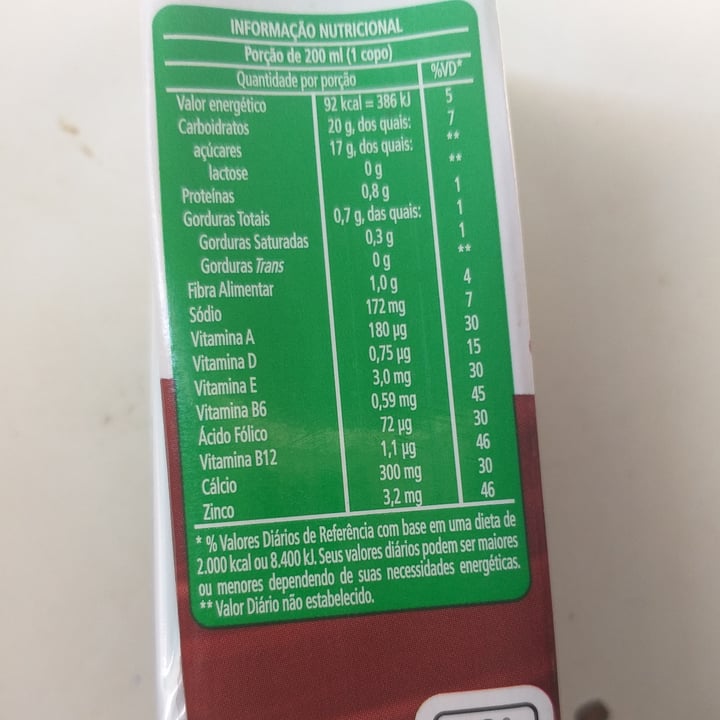 INFORMAÇÃO NUTRICIONAL
Porção de 200 ml (1 copo)
Quantidade por porção %VD*
Valor energético 92 kcal = 386 kJ 5
Carboidratos 20 g, dos quais: 7
açúcares 17 g, dos quais: **
lactose 0 g **
Proteínas 0,8 g 1
Gorduras Totais 0,7 g, das quais: 1
Gorduras Saturadas 0,3 g 1
Gorduras Trans 0 g **
Fibra Alimentar 1,0 g 4
Sódio 172 mg 7
Vitamina A 180 µg 30
Vitamina D 0,75 µg 15
Vitamina E 3,0 mg 30
Vitamina B6 0,59 mg 45
Ácido Fólico 72 µg 30
Vitamina B12 1,1 µg 46
Cálcio 300 mg 30
Zinco 3,2 mg 46
* % Valores Diários de Referência com base em uma dieta de
2.000 kcal ou 8.400 kJ. Seus valores diários podem ser maiores
ou menores dependendo de suas necessidades energéticas.
** Valor Diário não estabelecido.